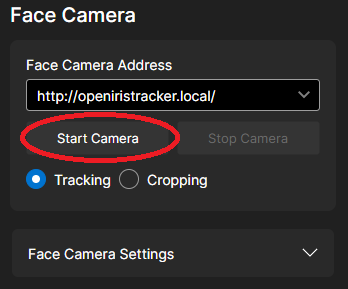 Face Camera
Face Camera Address
http://openiristracker.local/
Start Camera
Stop Camera
Tracking
Cropping
Face Camera Settings